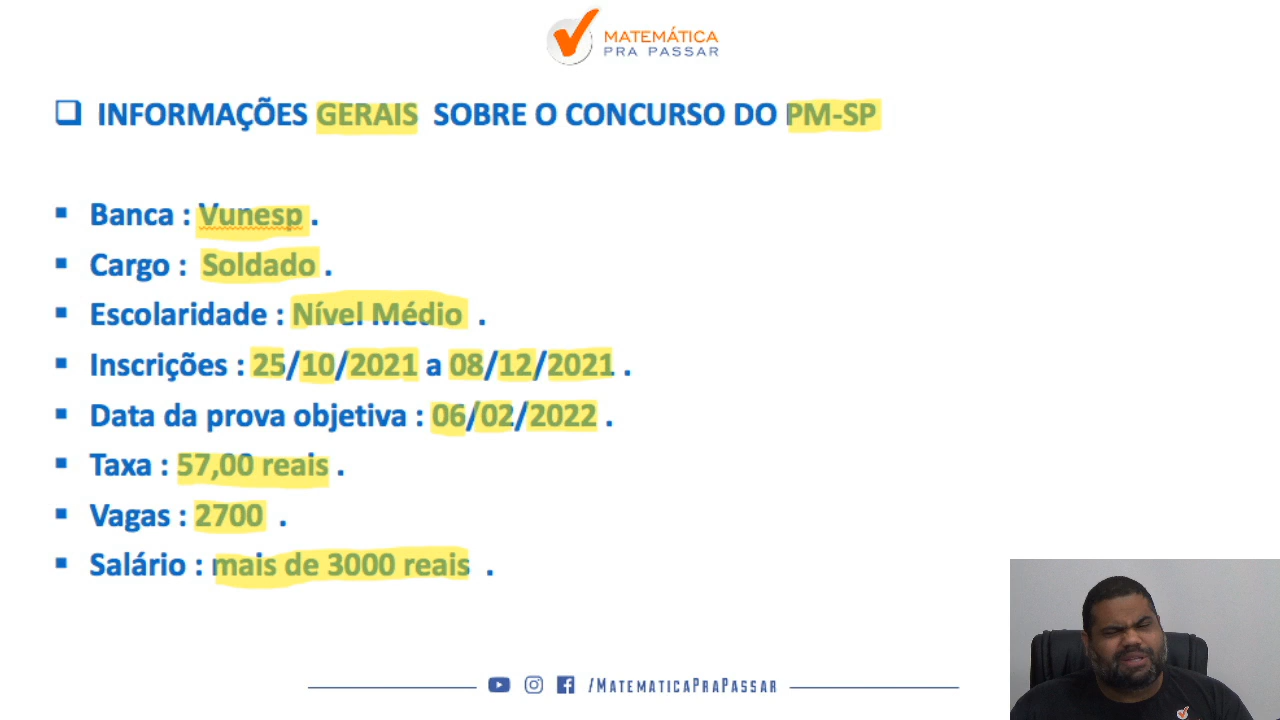 MATEMÁTICA
PRA PASSAR
INFORMAÇÕES GERAIS SOBRE O CONCURSO DO PM-SP
Banca : Vunesp .
Cargo : Soldado .
Escolaridade : Nível Médio .
Inscrições : 25/10/2021 a 08/12/2021 .
Data da prova objetiva : 06/02/2022 .
Taxa : 57,00 reais .
Vagas : 2700 .
Salário : mais de 3000 reais .
/MATEMATICAPRAPASSAR